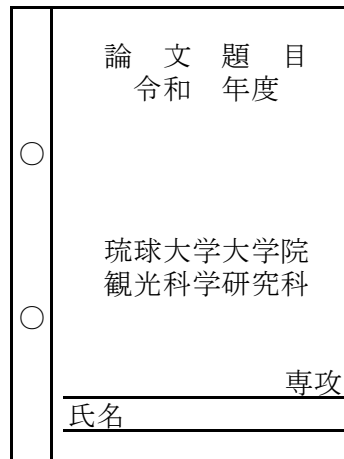 論 文 題 目
令和 年度
琉球大学大学院
観光科学研究科
専攻
氏名